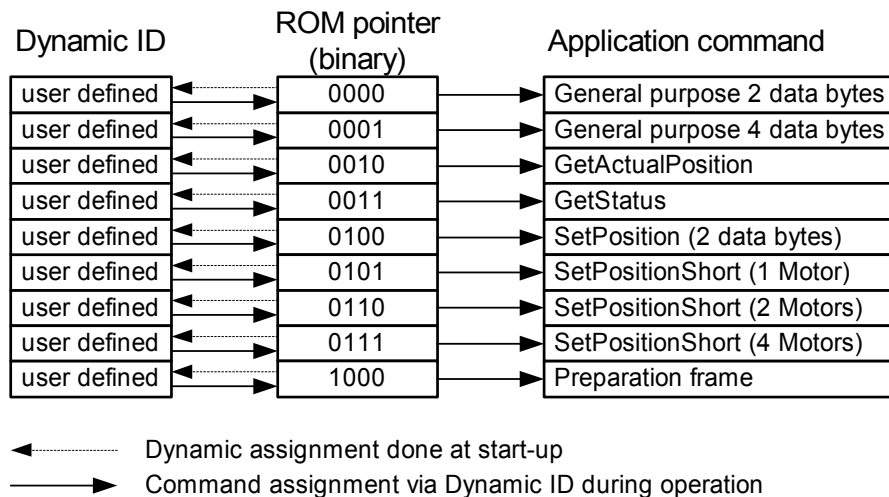 Dynamic ID ROM pointer (binary) Application command
user defined 0000 General purpose 2 data bytes
user defined 0001 General purpose 4 data bytes
user defined 0010 GetActualPosition
user defined 0011 GetStatus
user defined 0100 SetPosition (2 data bytes)
user defined 0101 SetPositionShort (1 Motor)
user defined 0110 SetPositionShort (2 Motors)
user defined 0111 SetPositionShort (4 Motors)
user defined 1000 Preparation frame
Dynamic assignment done at start-up
Command assignment via Dynamic ID during operation